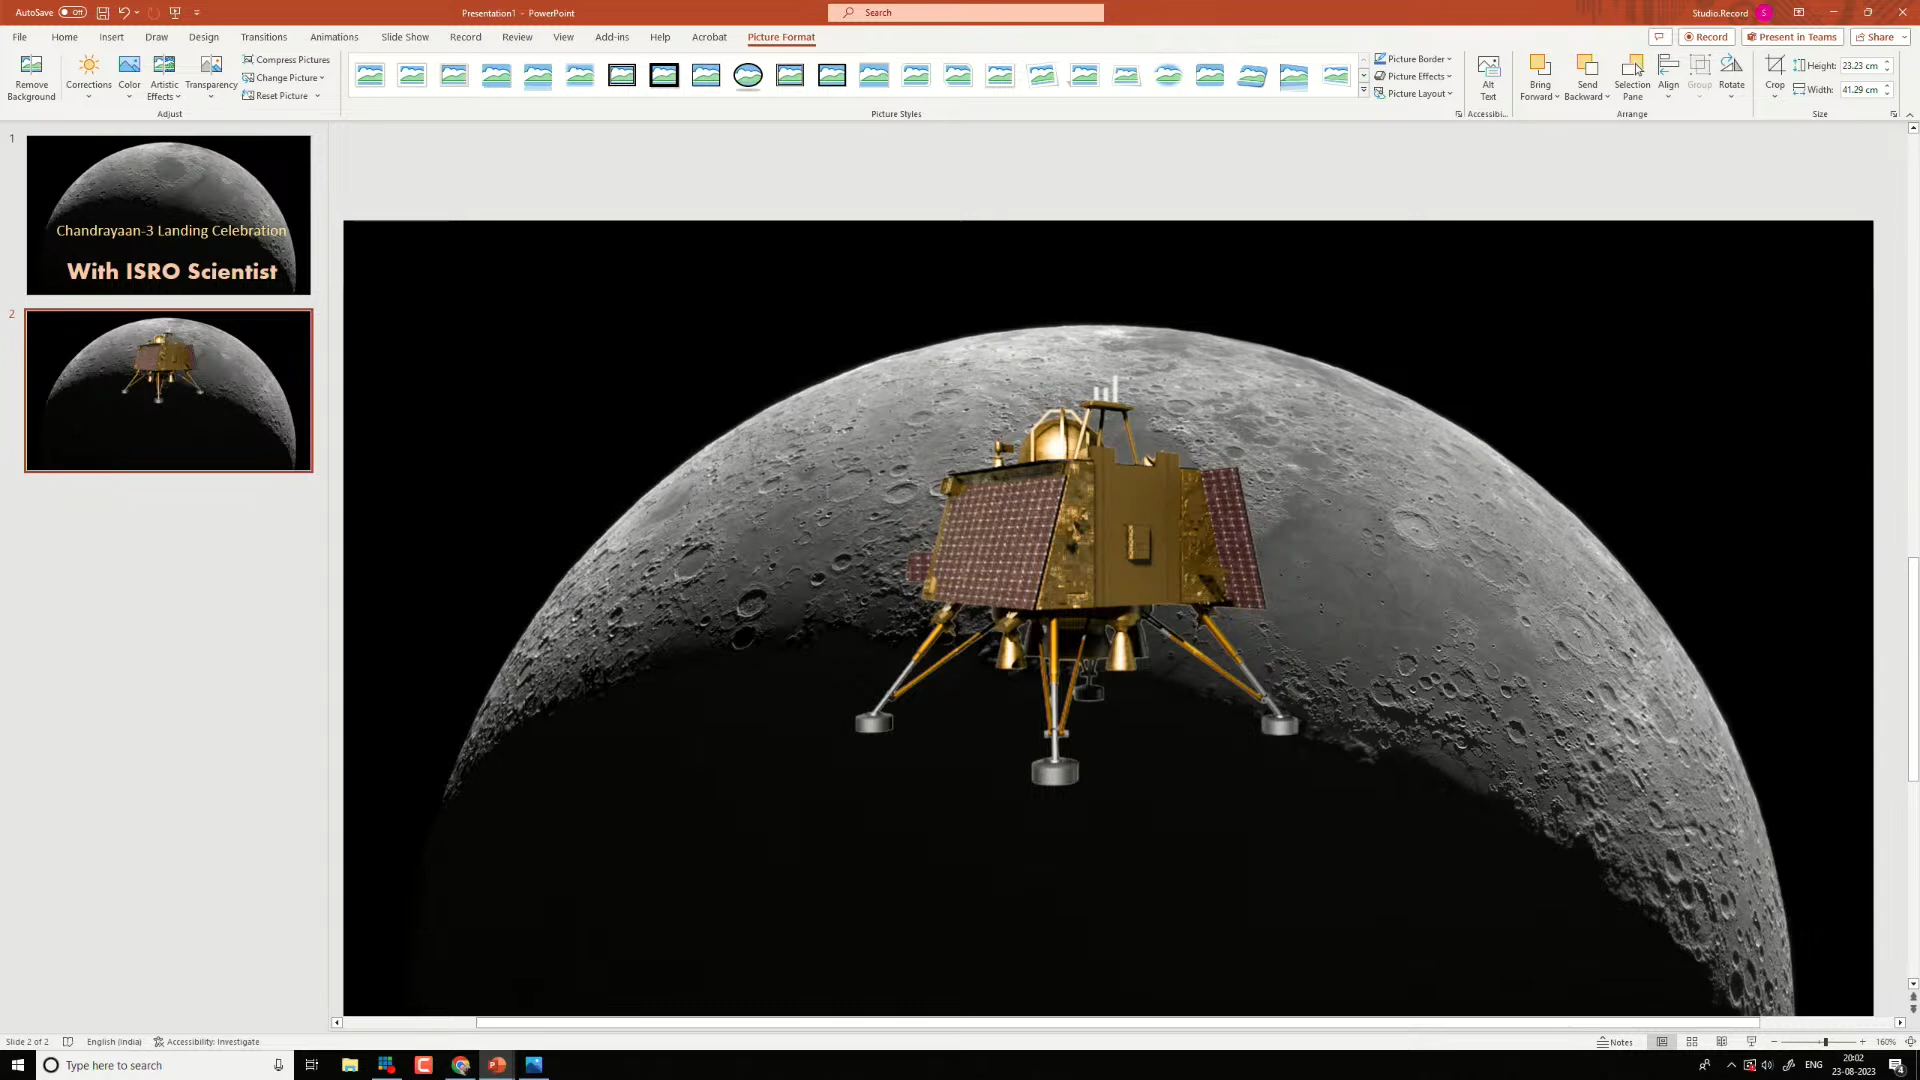 AutoSave Off
Presentation1 - PowerPoint
Search
Studio.Record S
File Home Insert Draw Design Transitions Animations Slide Show Record Review View Add-ins Help Acrobat Picture Format
Record Present in Teams Share
Remove Background
Corrections
Color
Artistic Effects
Transparency
Compress Pictures
Change Picture
Reset Picture
Adjust
Picture Styles
Picture Border
Picture Effects
Picture Layout
Alt Text
Accessibi...
Bring Forward
Send Backward
Selection Pane
Align
Group
Rotate
Arrange
Crop
Height: 23.23 cm
Width: 41.29 cm
Size
1
Chandrayaan-3 Landing Celebration
With ISRO Scientist
2
Slide 2 of 2 English (India) Accessibility: Investigate
Notes
160%
Type here to search
ENG
20:02
23-08-2023
4